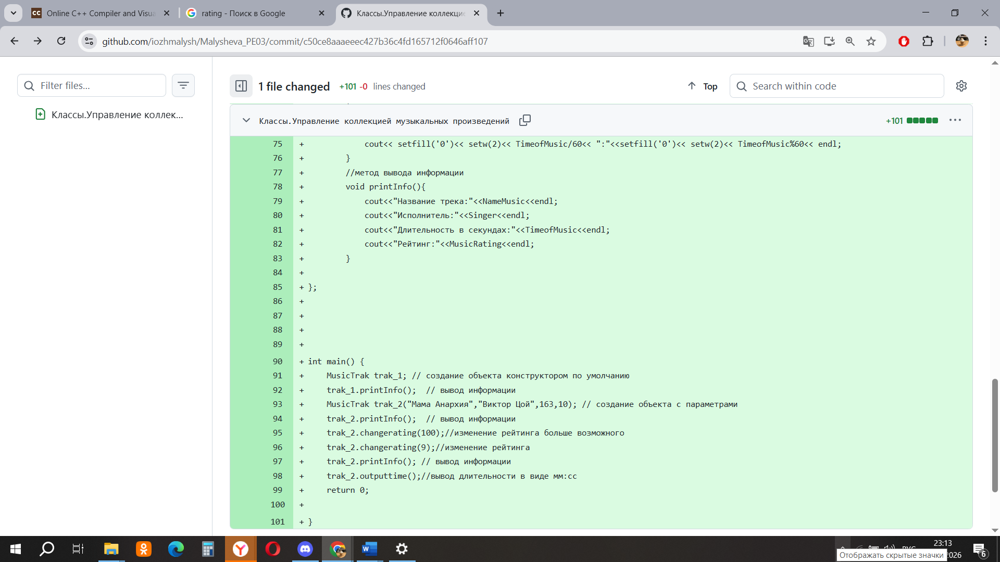 Online C++ Compiler and Visua
rating - Поиск в Google
Классы.Управление коллекцие
github.com/iozhmalysh/Malysheva_PE03/commit/c50ce8aaaeeec427b36c4fd165712f0646aff107
Filter files...
1 file changed +101 -0 lines changed
Top
Search within code
Классы.Управление коллек...
Классы.Управление коллекцией музыкальных произведений
+101
75 + cout<< setfill('0')<< setw(2)<< TimeofMusic/60<< ":"<<setfill('0')<< setw(2)<< TimeofMusic%60<< endl;
76 + }
77 + //метод вывода информации
78 + void printInfo(){
79 + cout<<"Название трека:"<<NameMusic<<endl;
80 + cout<<"Исполнитель:"<<Singer<<endl;
81 + cout<<"Длительность в секундах:"<<TimeofMusic<<endl;
82 + cout<<"Рейтинг:"<<MusicRating<<endl;
83 + }
84 +
85 + };
86 +
87 +
88 +
89 +
90 + int main() {
91 + MusicTrak trak_1; // создание объекта конструктором по умолчанию
92 + trak_1.printInfo();  // вывод информации
93 + MusicTrak trak_2("Мама Анархия","Виктор Цой",163,10); // создание объекта с параметрами
94 + trak_2.printInfo();  // вывод информации
95 + trak_2.changerating(100);//изменение рейтинга больше возможного
96 + trak_2.changerating(9);//изменение рейтинга
97 + trak_2.printInfo(); // вывод информации
98 + trak_2.outputtime();//вывод длительности в виде мм:сс
99 + return 0;
100 +
101 + }
23:13
Отображать скрытые значки
2026
6